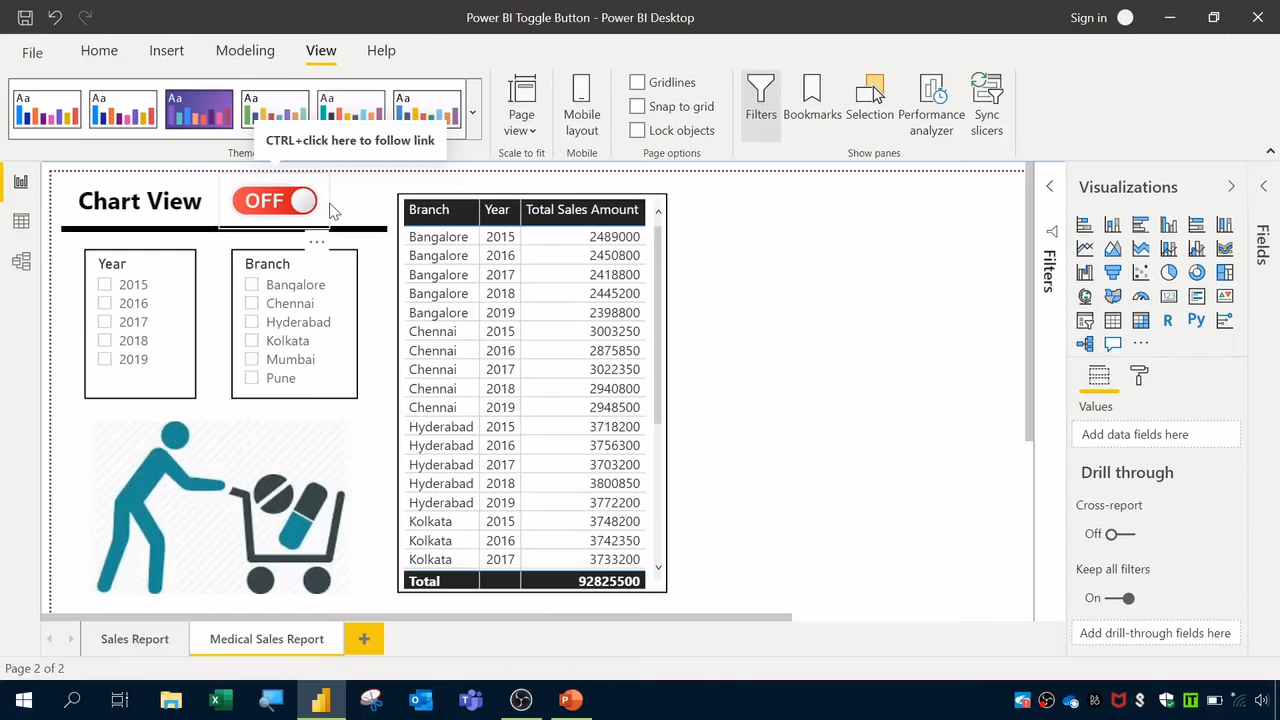 Power BI Toggle Button - Power BI Desktop
Sign in
File
Home
Insert
Modeling
View
Help
Aa
Aa
Aa
Aa
Aa
Aa
Page
view
Mobile
layout
Gridlines
Snap to grid
Lock objects
Filters
Bookmarks
Selection
Performance
analyzer
Sync
slicers
CTRL+click here to follow link
Scale to fit
Mobile
Page options
Show panes
Chart View
OFF
Year
2015
2016
2017
2018
2019
Branch
Bangalore
Chennai
Hyderabad
Kolkata
Mumbai
Pune
Branch Year Total Sales Amount
Bangalore 2015 2489000
Bangalore 2016 2450800
Bangalore 2017 2418800
Bangalore 2018 2445200
Bangalore 2019 2398800
Chennai 2015 3003250
Chennai 2016 2875850
Chennai 2017 3022350
Chennai 2018 2940800
Chennai 2019 2948500
Hyderabad 2015 3718200
Hyderabad 2016 3756300
Hyderabad 2017 3703200
Hyderabad 2018 3800850
Hyderabad 2019 3772200
Kolkata 2015 3748200
Kolkata 2016 3742350
Kolkata 2017 3733200
Total 92825500
Filters
Visualizations
Fields
R
Py
Values
Add data fields here
Drill through
Cross-report
Off
Keep all filters
On
Add drill-through fields here
Sales Report
Medical Sales Report
Page 2 of 2